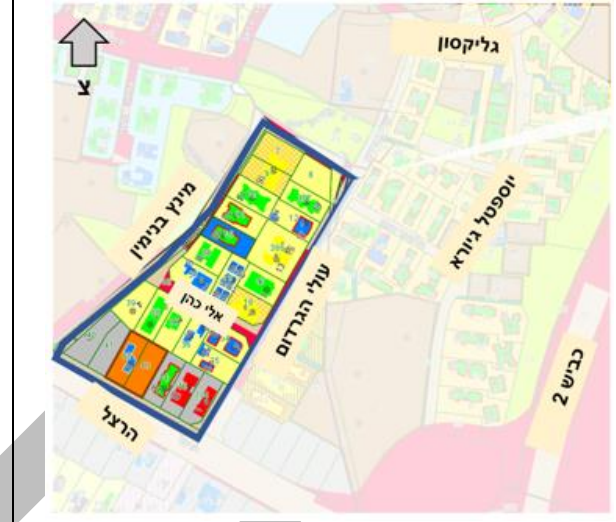 צ
גליקסון
יוספטל גיורא
מינץ בנימין
עולי הגרדום
אלי כהן
כביש 2
הרצל